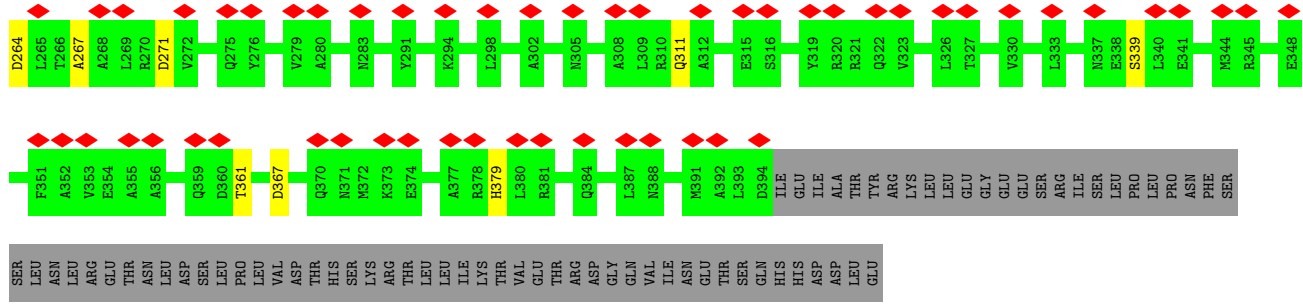 D264 L265 T266 A267 A268 L269 R270 D271 V272 Q275 Y276 V279 A280 N283 Y291 K294 L298 A302 N305 A308 L309 R310 Q311 A312 E315 S316 Y319 R320 R321 Q322 V323 L326 T327 V330 L333 N337 E338 S339 L340 E341 M344 R345 E348
F351 A352 V353 E354 A355 A356 Q359 D360 T361 D367 Q370 N371 M372 K373 E374 A377 R378 H379 L380 R381 Q384 L387 N388 M391 A392 L393 D394 ILE GLU ILE ALA THR TYR ARG LYS LEU LEU GLU GLY GLU GLU SER ARG ILE SER LEU PRO LEU PRO ASN PHE SER
SER LEU ASN LEU ARG GLU THR ASN LEU ASP SER LEU PRO LEU VAL ASP THR HIS SER LYS ARG THR LEU LEU ILE LYS THR VAL GLU THR ARG ASP GLY GLN VAL ILE ASN GLU THR SER GLN HIS HIS ASP ASP LEU GLU